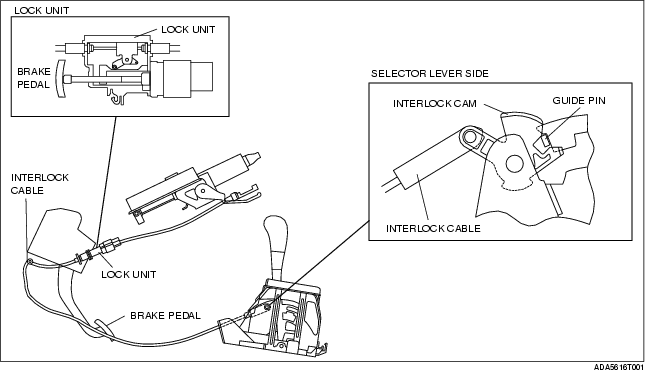 LOCK UNIT
LOCK UNIT
BRAKE
PEDAL
SELECTOR LEVER SIDE
INTERLOCK CAM
GUIDE PIN
INTERLOCK CABLE
INTERLOCK
CABLE
LOCK UNIT
BRAKE PEDAL
ADA5616T001